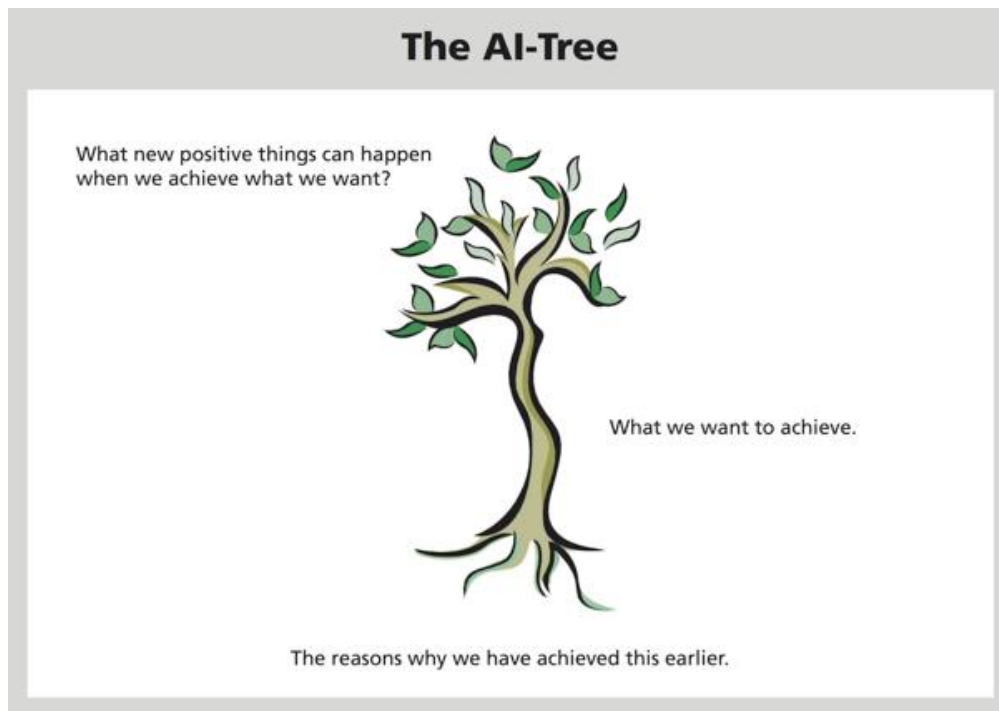 The AI-Tree
What new positive things can happen
when we achieve what we want?
What we want to achieve.
The reasons why we have achieved this earlier.